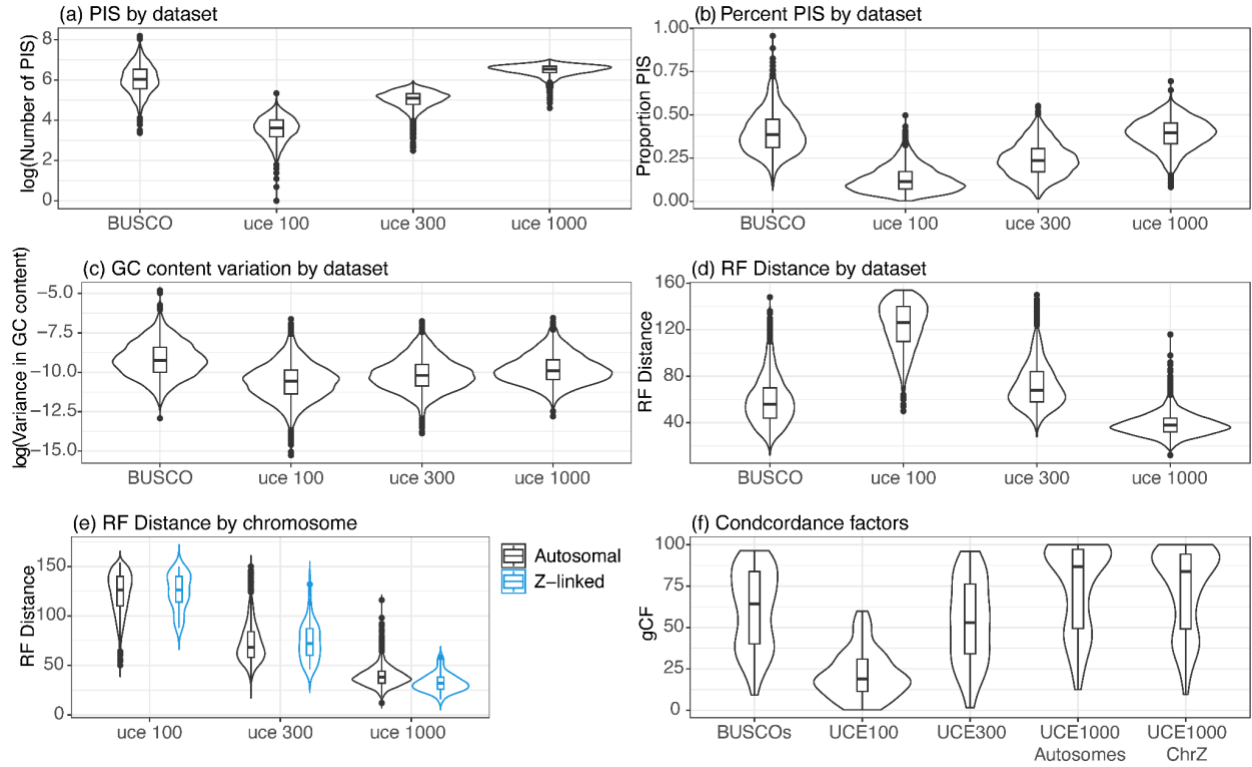 (a) PIS by dataset
log(Number of PIS)
8
6
4
2
0
BUSCO uce 100 uce 300 uce 1000
(b) Percent PIS by dataset
Proportion PIS
1.00
0.75
0.50
0.25
0.00
BUSCO uce 100 uce 300 uce 1000
(c) GC content variation by dataset
log(Variance in GC content)
−5.0
−7.5
−10.0
−12.5
−15.0
BUSCO uce 100 uce 300 uce 1000
(d) RF Distance by dataset
RF Distance
160
120
80
40
BUSCO uce 100 uce 300 uce 1000
(e) RF Distance by chromosome
RF Distance
150
100
50
0
uce 100 uce 300 uce 1000
Autosomal
Z−linked
(f) Condcordance factors
gCF
100
75
50
25
0
BUSCOs UCE100 UCE300 UCE1000 UCE1000
Autosomes ChrZ